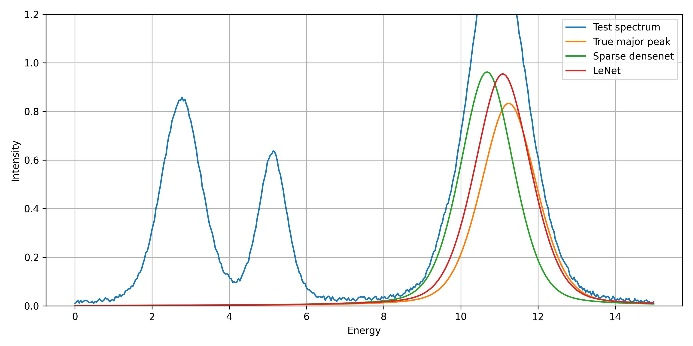 1.2
1.0
0.8
0.6
0.4
0.2
0.0
Intensity
0 2 4 6 8 10 12 14
Energy
Test spectrum
True major peak
Sparse densenet
LeNet